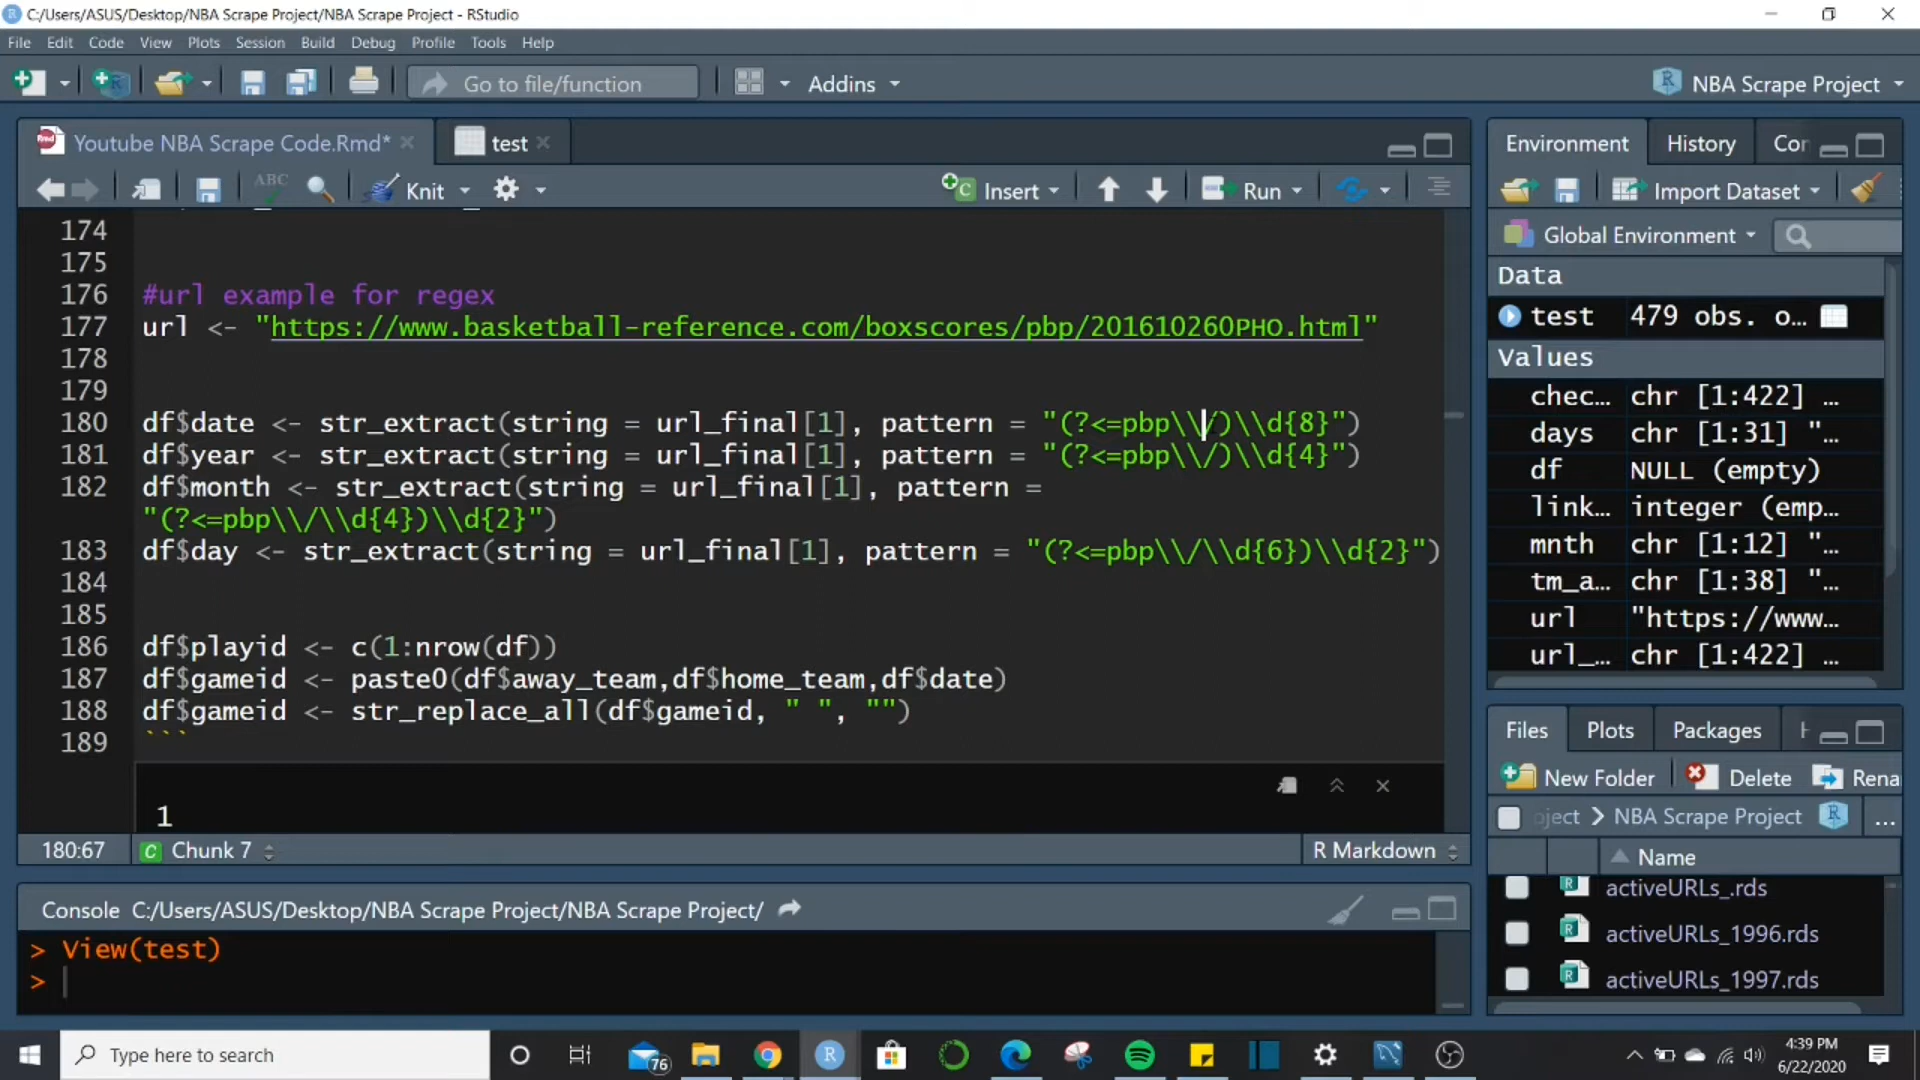 C:/Users/ASUS/Desktop/NBA Scrape Project/NBA Scrape Project - RStudio
File Edit Code View Plots Session Build Debug Profile Tools Help
Go to file/function Addins NBA Scrape Project
Youtube NBA Scrape Code.Rmd* test
ABC Knit Insert Run
174
175
176 #url example for regex
177 url <- "https://www.basketball-reference.com/boxscores/pbp/201610260PHO.html"
178
179
180 df$date <- str_extract(string = url_final[1], pattern = "(?<=pbp\\/)\\d{8}")
181 df$year <- str_extract(string = url_final[1], pattern = "(?<=pbp\\/)\\d{4}")
182 df$month <- str_extract(string = url_final[1], pattern =
"(?<=pbp\\/\\d{4})\\d{2}")
183 df$day <- str_extract(string = url_final[1], pattern = "(?<=pbp\\/\\d{6})\\d{2}")
184
185
186 df$playid <- c(1:nrow(df))
187 df$gameid <- paste0(df$away_team,df$home_team,df$date)
188 df$gameid <- str_replace_all(df$gameid, " ", "")
189 ```
1
180:67 Chunk 7 R Markdown
Console C:/Users/ASUS/Desktop/NBA Scrape Project/NBA Scrape Project/
> View(test)
>
Environment History Cor
Import Dataset
Global Environment
Data
test 479 obs. o...
Values
chec... chr [1:422] ...
days chr [1:31] "...
df NULL (empty)
link... integer (emp...
mnth chr [1:12] "...
tm_a... chr [1:38] "...
url "https://www...
url_... chr [1:422] ...
Files Plots Packages
New Folder Delete Rena
oject > NBA Scrape Project ...
Name
activeURLs_.rds
activeURLs_1996.rds
activeURLs_1997.rds
Type here to search
76
4:39 PM
6/22/2020